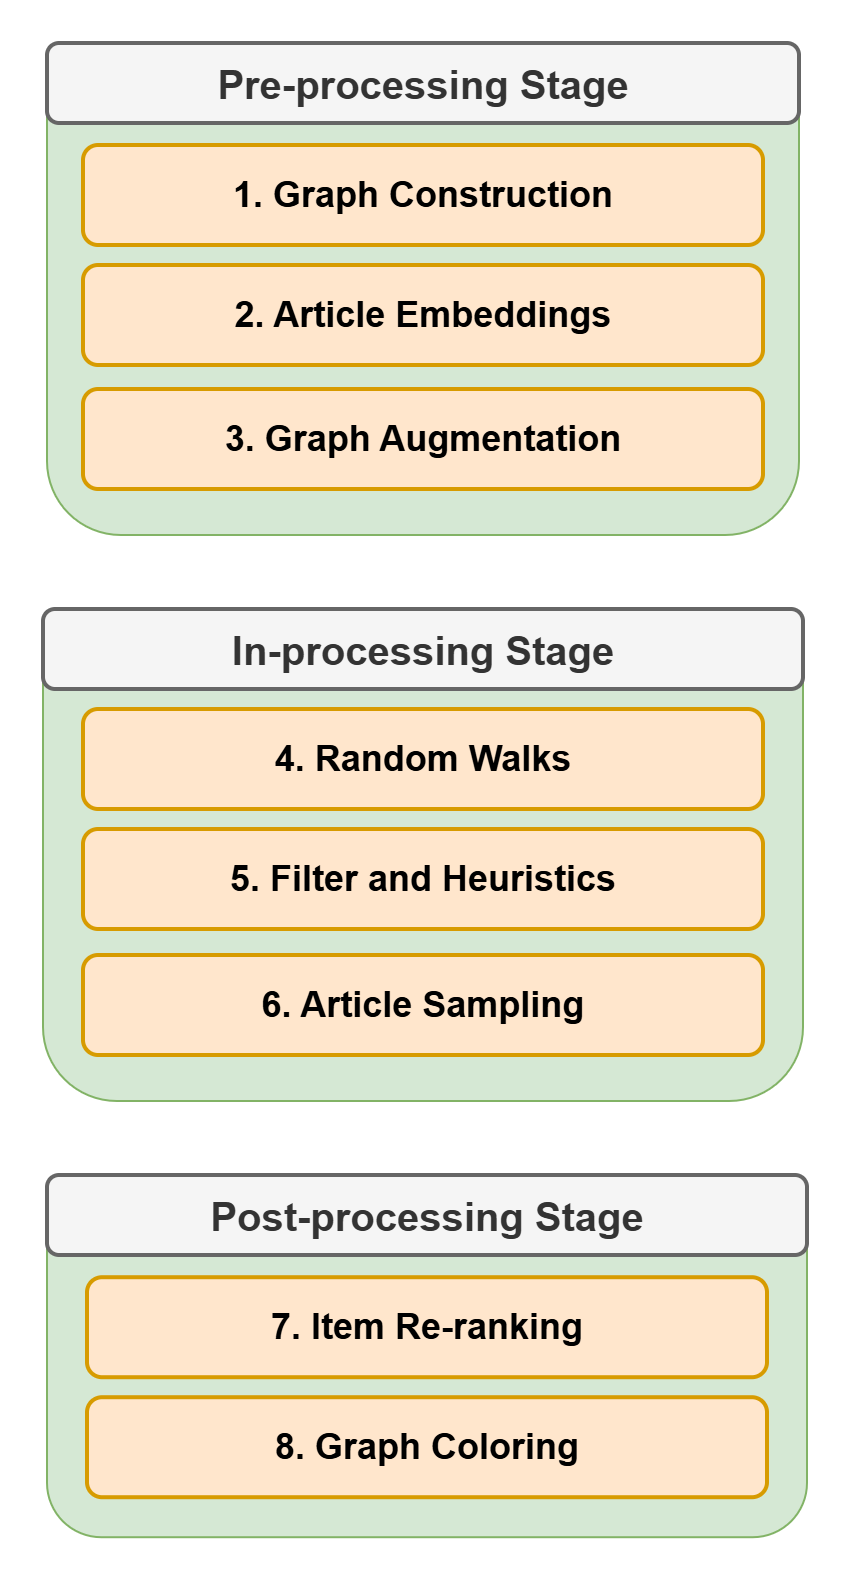 Pre-processing Stage
1. Graph Construction
2. Article Embeddings
3. Graph Augmentation
In-processing Stage
4. Random Walks
5. Filter and Heuristics
6. Article Sampling
Post-processing Stage
7. Item Re-ranking
8. Graph Coloring